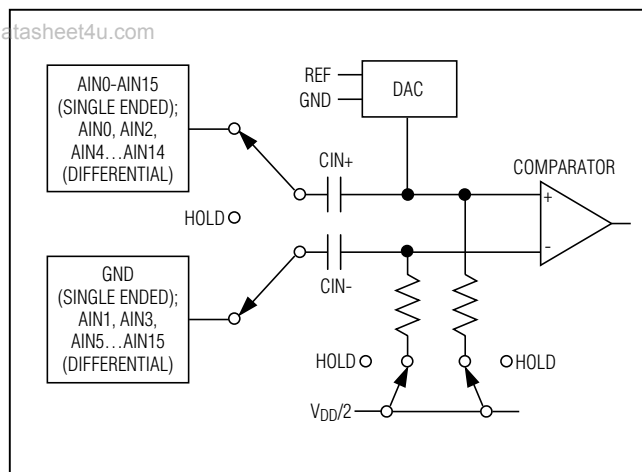 atasheet4u.com
AIN0-AIN15
(SINGLE ENDED);
AIN0, AIN2,
AIN4...AIN14
(DIFFERENTIAL)
REF
GND
DAC
CIN+
COMPARATOR
+
-
HOLD
CIN-
GND
(SINGLE ENDED);
AIN1, AIN3,
AIN5...AIN15
(DIFFERENTIAL)
HOLD
HOLD
VDD/2